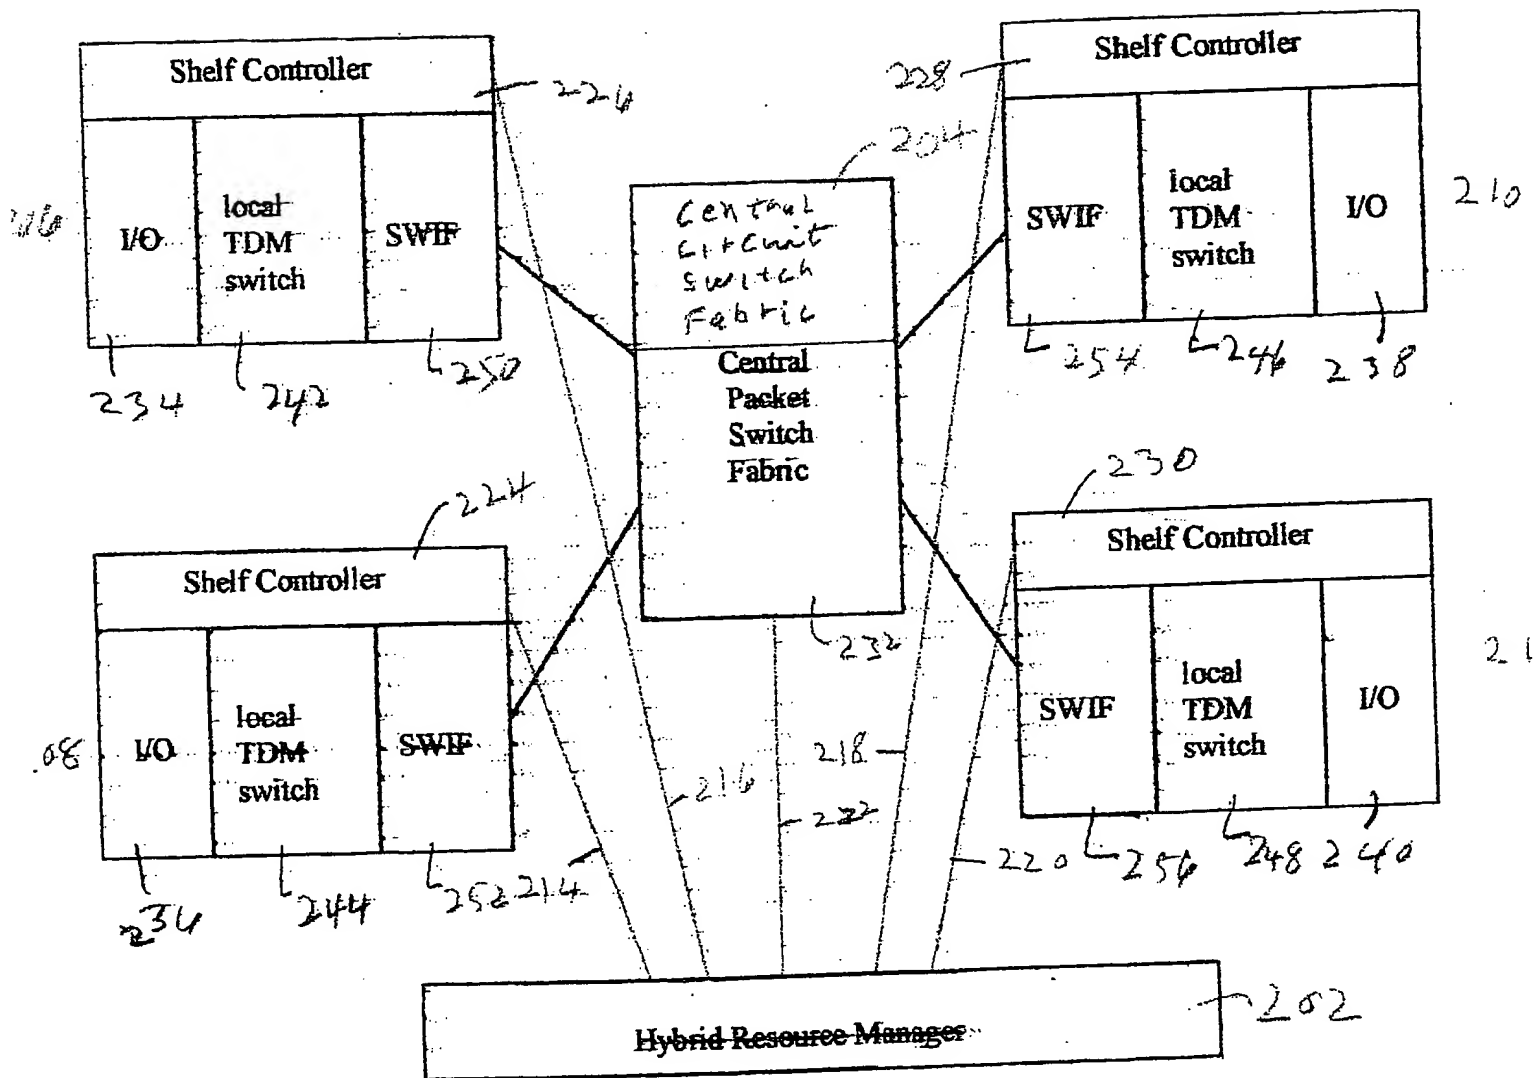 Shelf Controller
226
I/O
local
TDM
switch
SWIF
234
242
250
228
Shelf Controller
SWIF
local
TDM
switch
I/O
210
254
246
238
204
Central
Circuit
Switch
Fabric
Central
Packet
Switch
Fabric
232
224
Shelf Controller
I/O
local
TDM
switch
SWIF
236
244
252
214
230
Shelf Controller
SWIF
local
TDM
switch
I/O
256
248
240
216
222
218
220
Hybrid Resource Manager
202